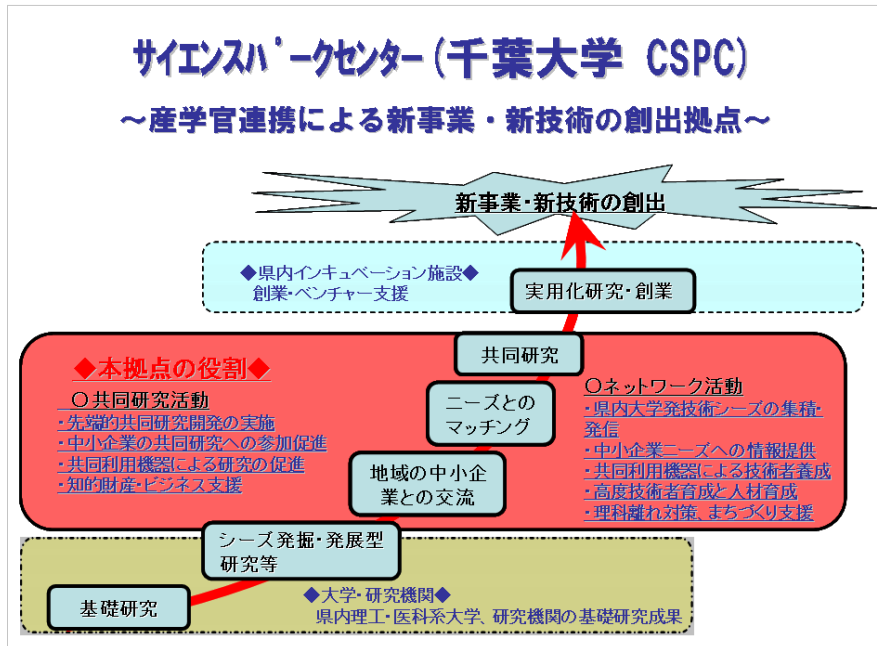 サイエンスパークセンター(千葉大学 CSPC)
～産学官連携による新事業・新技術の創出拠点～
新事業・新技術の創出
◆県内インキュベーション施設◆
創業・ベンチャー支援
実用化研究・創業
共同研究
◆本拠点の役割◆
〇共同研究活動
・先端的共同研究開発の実施
・中小企業の共同研究への参加促進
・共同利用機器による研究の促進
・知的財産・ビジネス支援
ニーズとの
マッチング
〇ネットワーク活動
・県内大学発技術シーズの集積・
発信
・中小企業ニーズへの情報提供
・共同利用機器による技術者養成
・高度技術者育成と人材育成
・理科離れ対策、まちづくり支援
地域の中小企
業との交流
シーズ発掘・発展型
研究等
基礎研究
◆大学・研究機関◆
県内理工・医科系大学、研究機関の基礎研究成果